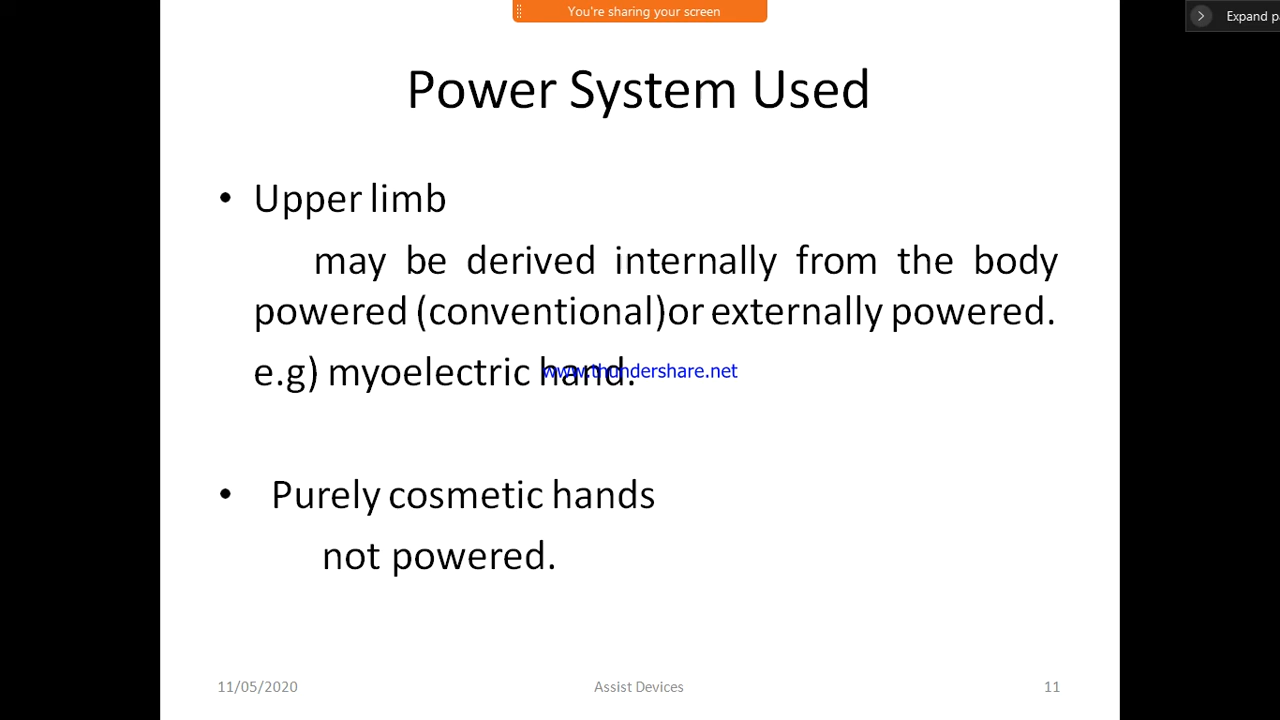 You're sharing your screen
Expand p
Power System Used
• Upper limb
may be derived internally from the body
powered (conventional)or externally powered.
e.g) myoelectric hand.
www.thundershare.net
• Purely cosmetic hands
not powered.
11/05/2020
Assist Devices
11